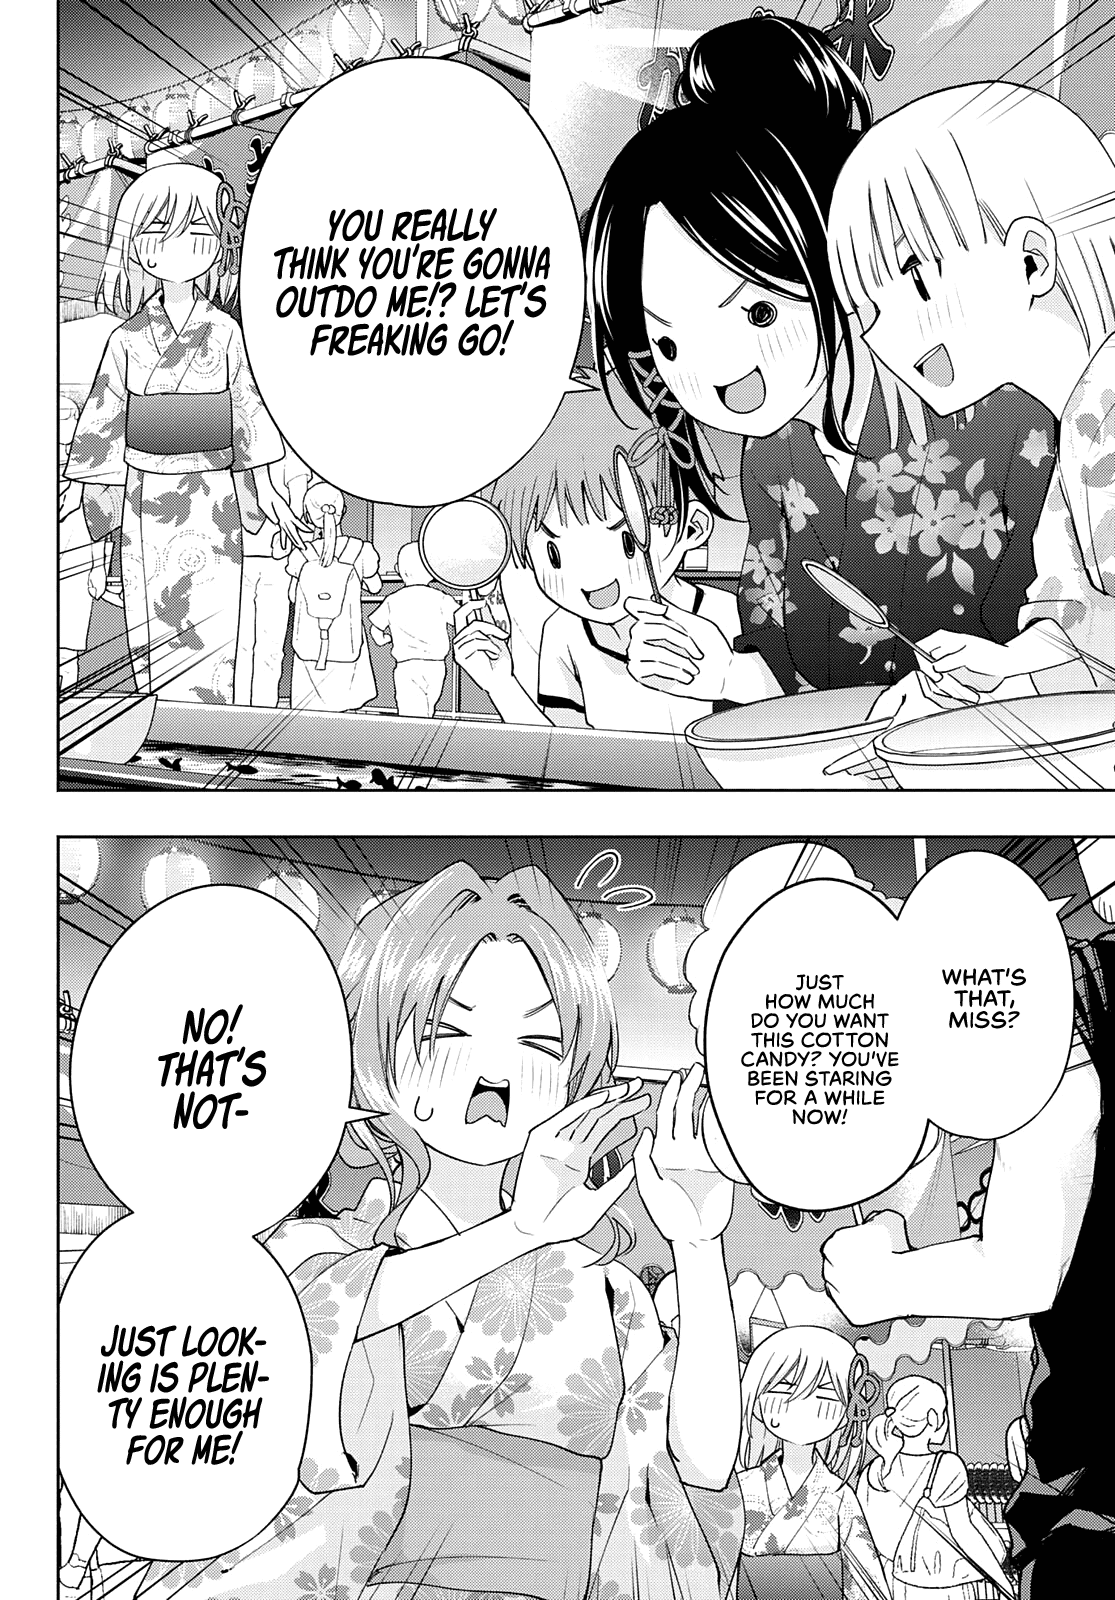 YOU REALLY
THINK YOU'RE GONNA
OUTDO ME!? LET'S
FREAKING GO!
WHAT'S
THAT,
MISS?
JUST
HOW MUCH
DO YOU WANT
THIS COTTON
CANDY? YOU'VE
BEEN STARING
FOR A WHILE
NOW!
NO!
THAT'S
NOT-
JUST LOOK-
ING IS PLEN-
TY ENOUGH
FOR ME!